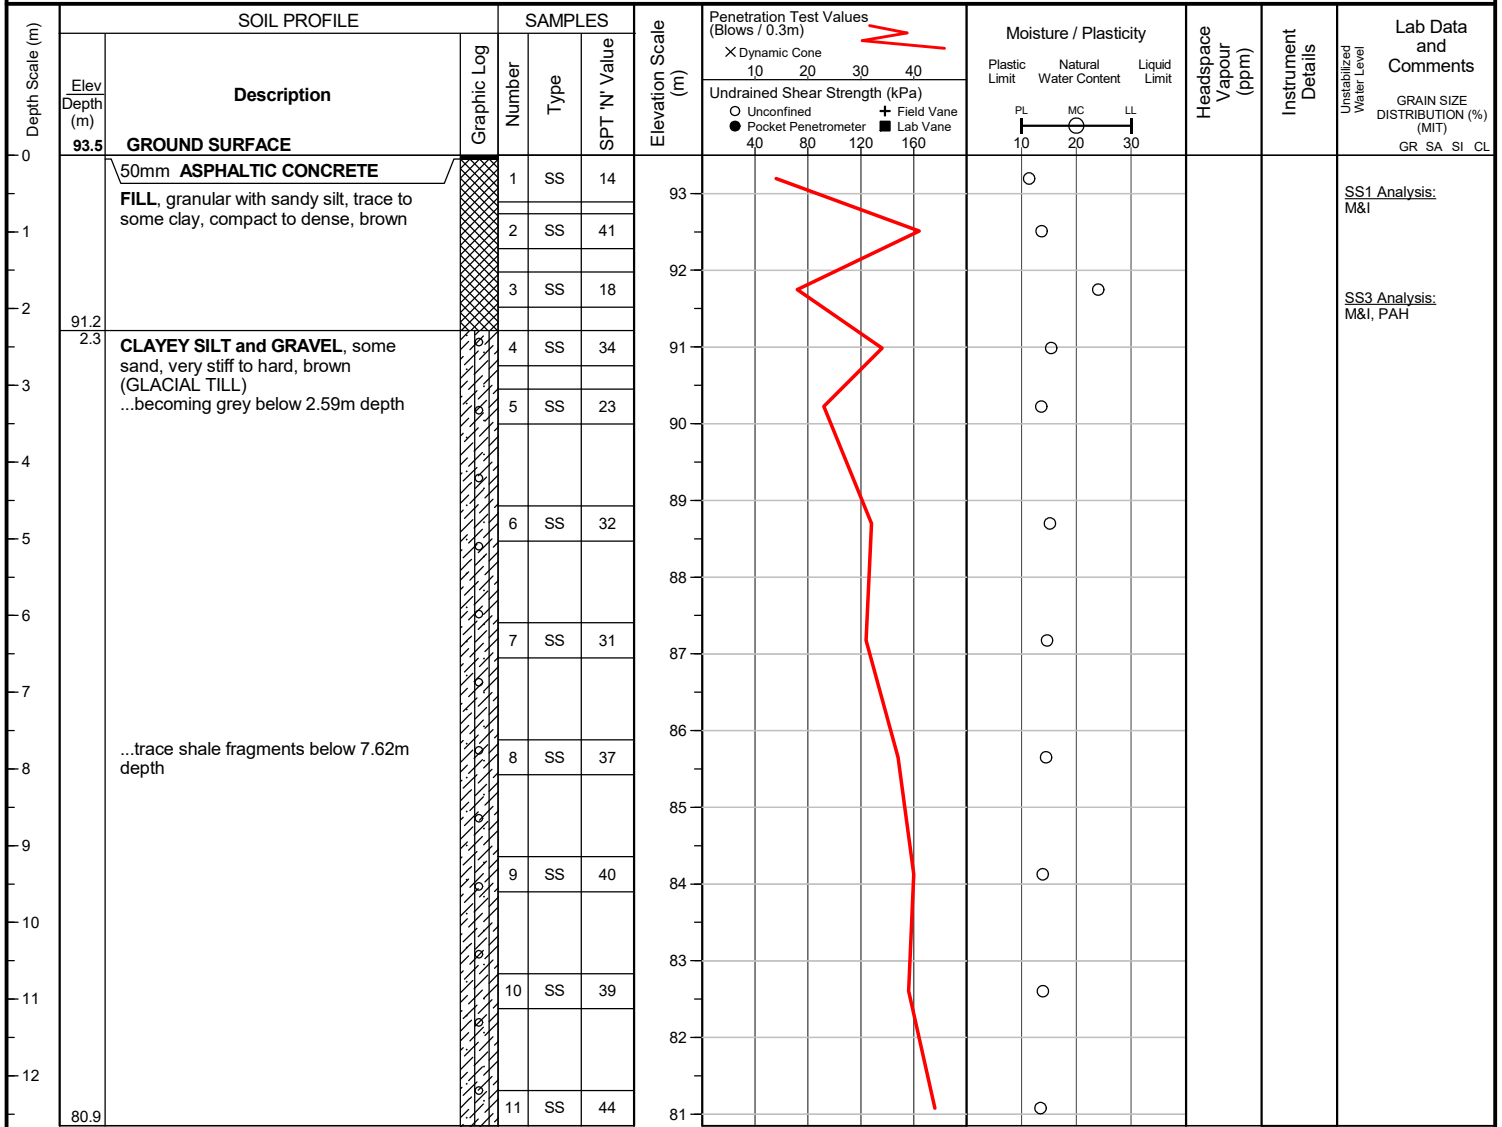 SOIL PROFILE
SAMPLES
Depth Scale (m)
Elev
Depth
(m)
Description
Graphic Log
Number
Type
SPT 'N' Value
Elevation Scale
(m)
Penetration Test Values
(Blows / 0.3m)
Dynamic Cone
10 20 30 40
Undrained Shear Strength (kPa)
Unconfined Field Vane
Pocket Penetrometer Lab Vane
40 80 120 160
Moisture / Plasticity
Plastic Natural Liquid
Limit Water Content Limit
PL MC LL
10 20 30
Headspace
Vapour
(ppm)
Instrument
Details
Unstabilized
Water Level
Lab Data
and
Comments
GRAIN SIZE
DISTRIBUTION (%)
(MIT)
GR SA SI CL
93.5 GROUND SURFACE
0
50mm ASPHALTIC CONCRETE
1 SS 14
93
SS1 Analysis:
M&I
FILL, granular with sandy silt, trace to
some clay, compact to dense, brown
1
2 SS 41
92
3 SS 18
SS3 Analysis:
M&I, PAH
2
91.2
2.3
CLAYEY SILT and GRAVEL, some
sand, very stiff to hard, brown
(GLACIAL TILL)
...becoming grey below 2.59m depth
4 SS 34
91
3
5 SS 23
90
4
89
6 SS 32
5
88
6
7 SS 31
87
7
86
...trace shale fragments below 7.62m
depth
8 SS 37
8
85
9
9 SS 40
84
10
83
10 SS 39
11
82
12
11 SS 44
80.9
81